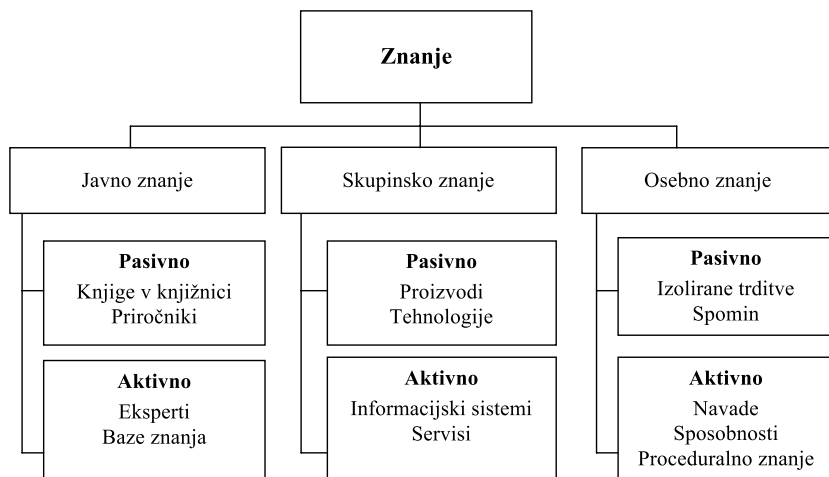 Znanje
Javno znanje
Skupinsko znanje
Osebno znanje
Pasivno
Knjige v knjižnici
Priročniki
Pasivno
Proizvodi
Tehnologije
Pasivno
Izolirane trditve
Spomin
Aktivno
Eksperti
Baze znanja
Aktivno
Informacijski sistemi
Servisi
Aktivno
Navade
Sposobnosti
Proceduralno znanje